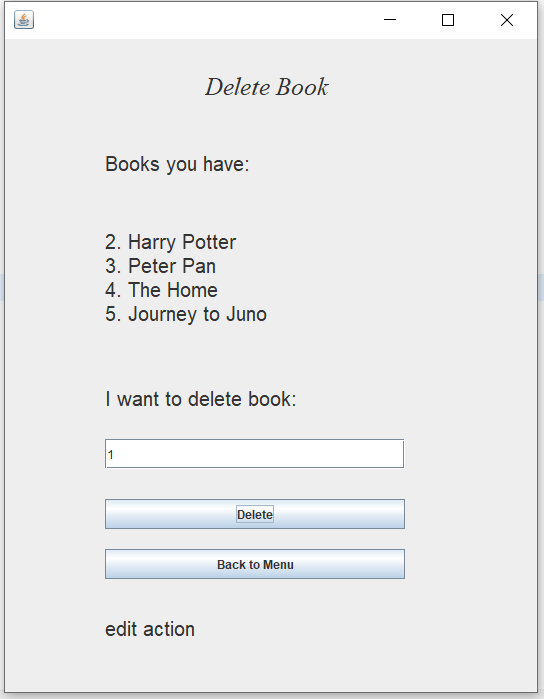 Delete Book
Books you have:
2. Harry Potter
3. Peter Pan
4. The Home
5. Journey to Juno
I want to delete book:
1
Delete
Back to Menu
edit action